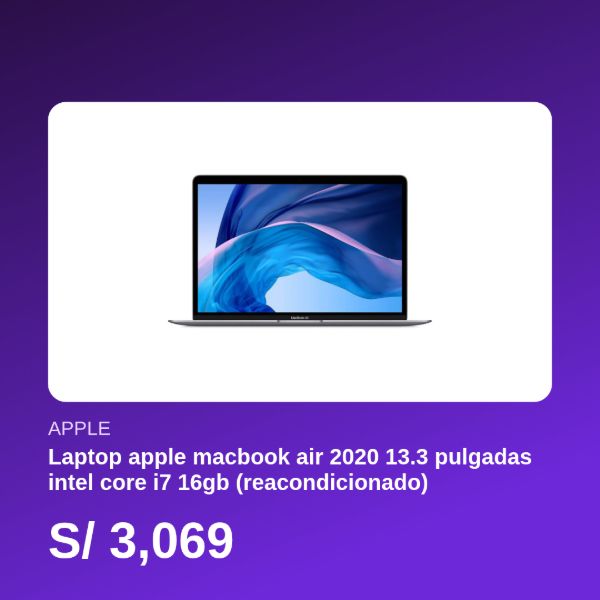 APPLE
Laptop apple macbook air 2020 13.3 pulgadas
intel core i7 16gb (reacondicionado)
S/ 3,069